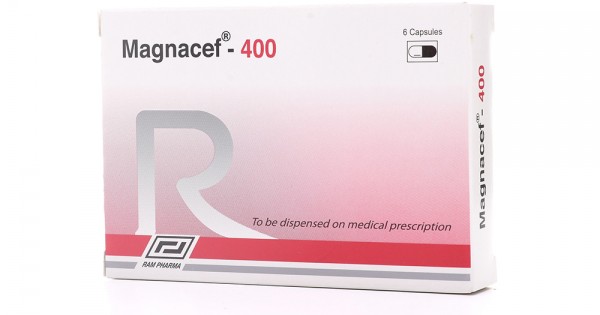 Magnacef® - 400
6 Capsules
R
To be dispensed on medical prescription
RAM PHARMA
Magnacef® - 400